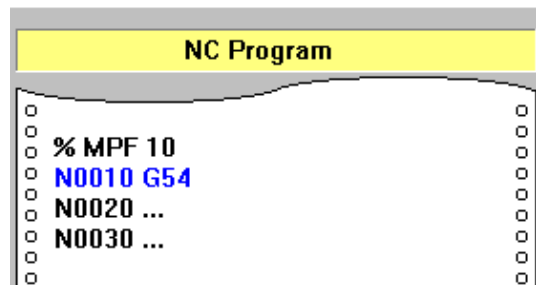 NC Program
% MPF 10
N0010 G54
N0020 ...
N0030 ...